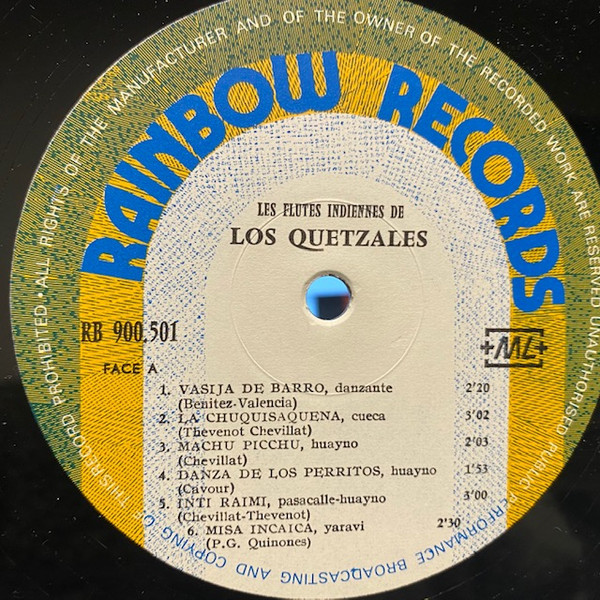 ALL RIGHTS OF THE MANUFACTURER AND OF THE OWNER OF THE RECORDED WORK ARE RESERVED UNAUTHORISED PUBLIC PERFORMANCE BROADCASTING AND COPYING OF THIS RECORD PROHIBITED •
RAINBOW RECORDS
LES FLUTES INDIENNES DE
LOS QUETZALES
RB 900.501
ML
FACE A
1. VASIJA DE BARRO, danzante 2'20
(Benitez-Valencia)
2. LA CHUQUISAQUENA, cueca 3'02
(Thevenot Chevillat)
3. MACHU PICCHU, huayno 2'03
(Chevillat)
4. DANZA DE LOS PERRITOS, huayno 1'53
(Cavour)
5. INTI RAIMI, pasacalle-huayno 3'00
(Chevillat-Thevenot)
6. MISA INCAICA, yaravi 2'30
(P.G. Quinones)